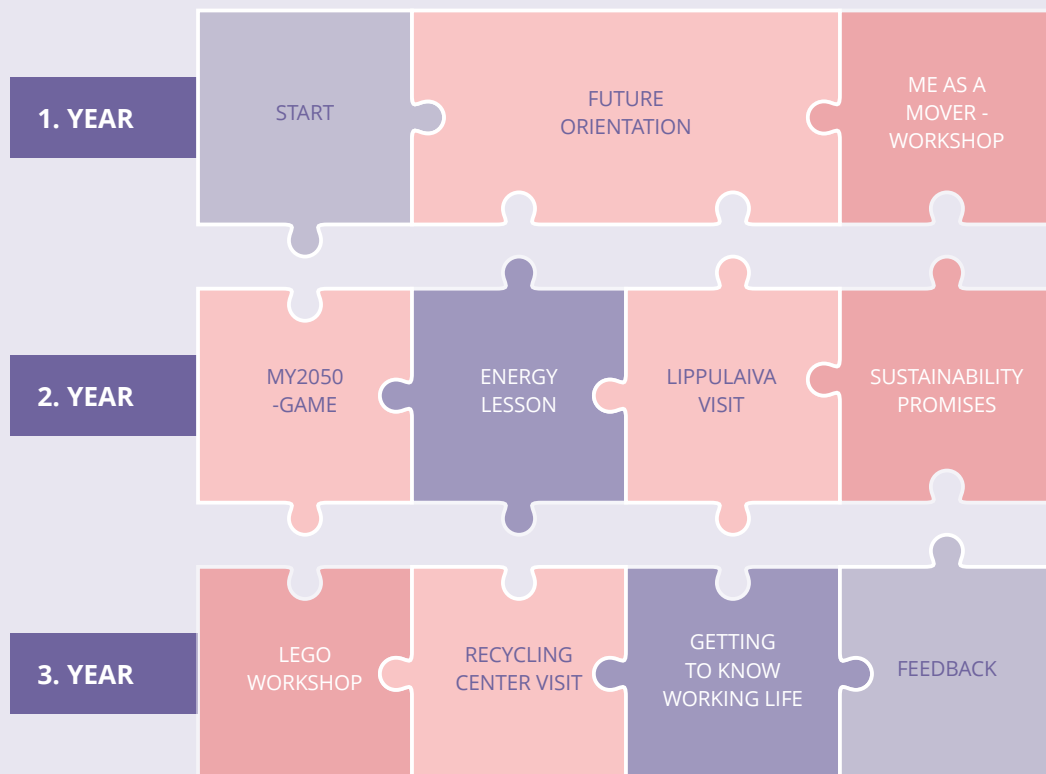 1. YEAR
START
FUTURE
ORIENTATION
ME AS A
MOVER -
WORKSHOP
2. YEAR
MY2050
-GAME
ENERGY
LESSON
LIPPULAIVA
VISIT
SUSTAINABILITY
PROMISES
3. YEAR
LEGO
WORKSHOP
RECYCLING
CENTER VISIT
GETTING
TO KNOW
WORKING LIFE
FEEDBACK